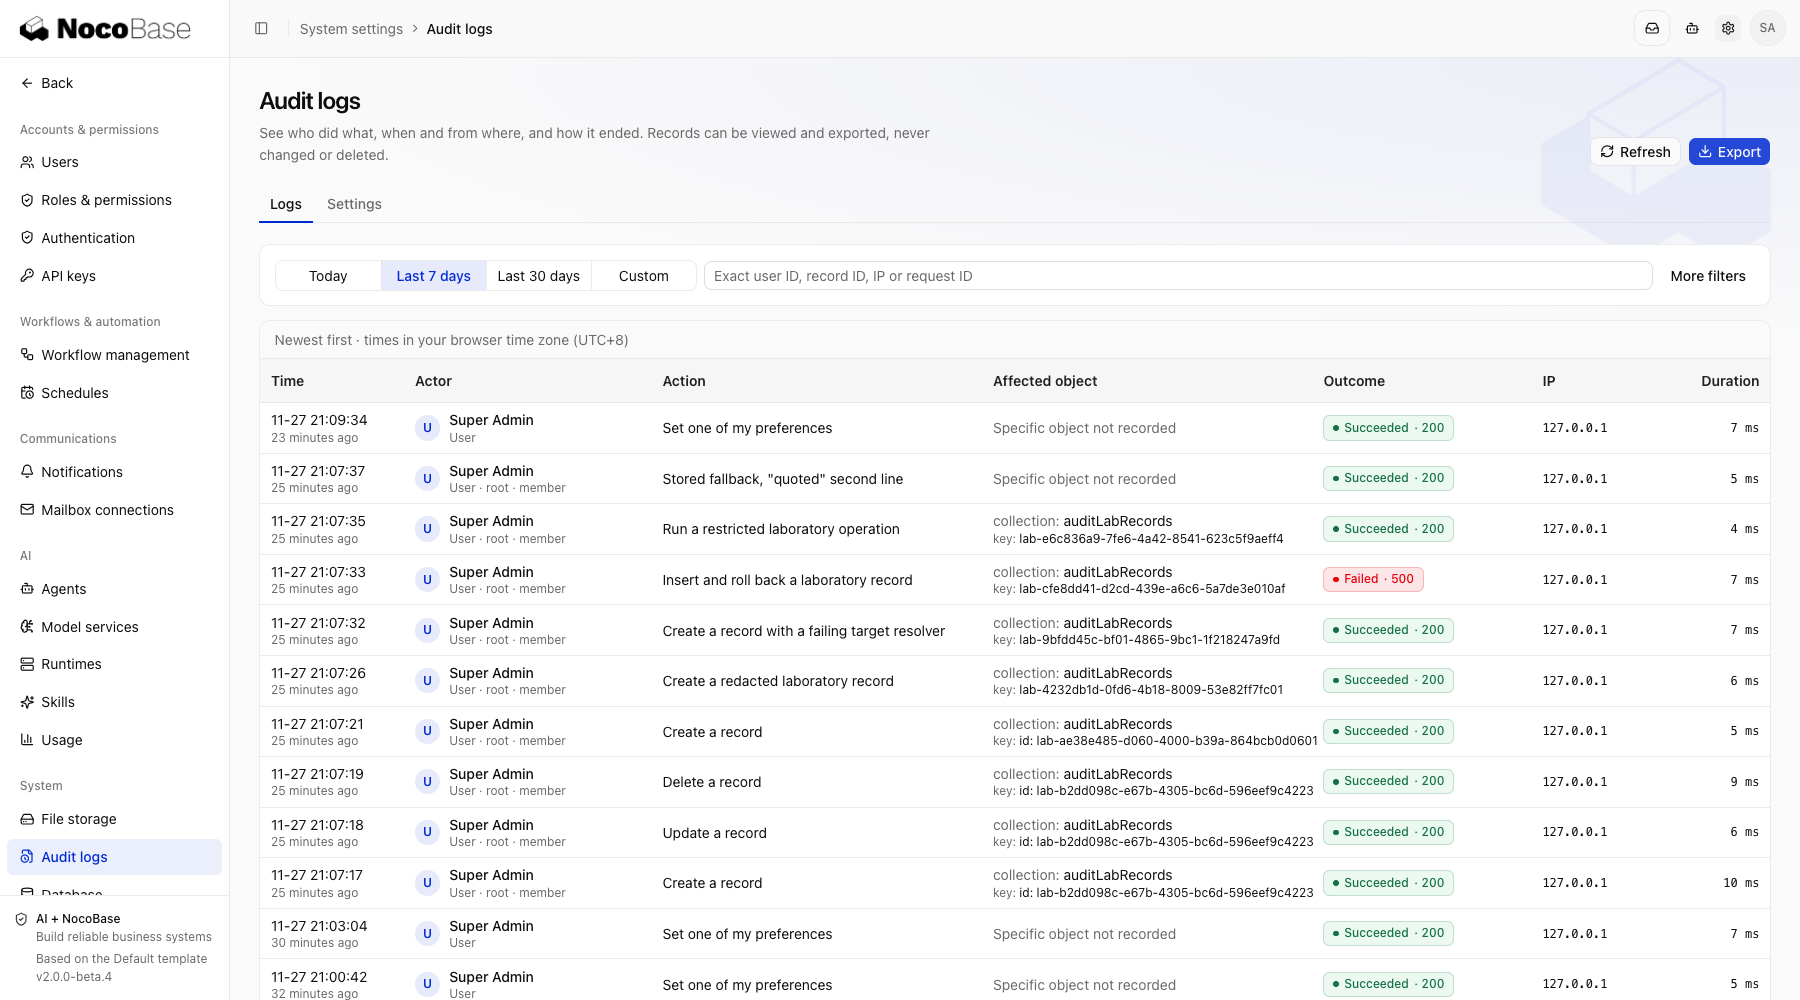 NocoBase
System settings > Audit logs
SA
Back
Accounts & permissions
Users
Roles & permissions
Authentication
API keys
Workflows & automation
Workflow management
Schedules
Communications
Notifications
Mailbox connections
AI
Agents
Model services
Runtimes
Skills
Usage
System
File storage
Audit logs
Database
AI + NocoBase
Build reliable business systems
Based on the Default template
v2.0.0-beta.4
Audit logs
See who did what, when and from where, and how it ended. Records can be viewed and exported, never
changed or deleted.
Refresh
Export
Logs Settings
Today Last 7 days Last 30 days Custom Exact user ID, record ID, IP or request ID More filters
Newest first · times in your browser time zone (UTC+8)
Time Actor Action Affected object Outcome IP Duration
11-27 21:09:34 U Super Admin Set one of my preferences Specific object not recorded Succeeded · 200 127.0.0.1 7 ms
23 minutes ago User
11-27 21:07:37 U Super Admin Stored fallback, "quoted" second line Specific object not recorded Succeeded · 200 127.0.0.1 5 ms
25 minutes ago User · root · member
11-27 21:07:35 U Super Admin Run a restricted laboratory operation collection: auditLabRecords Succeeded · 200 127.0.0.1 4 ms
25 minutes ago User · root · member key: lab-e6c836a9-7fe6-4a42-8541-623c5f9aeff4
11-27 21:07:33 U Super Admin Insert and roll back a laboratory record collection: auditLabRecords Failed · 500 127.0.0.1 7 ms
25 minutes ago User · root · member key: lab-cfe8dd41-d2cd-439e-a6c6-5a7de3e010af
11-27 21:07:32 U Super Admin Create a record with a failing target resolver collection: auditLabRecords Succeeded · 200 127.0.0.1 7 ms
25 minutes ago User · root · member key: lab-9bfdd45c-bf01-4865-9bc1-1f218247a9fd
11-27 21:07:26 U Super Admin Create a redacted laboratory record collection: auditLabRecords Succeeded · 200 127.0.0.1 6 ms
25 minutes ago User · root · member key: lab-4232db1d-0fd6-4b18-8009-53e82ff7fc01
11-27 21:07:21 U Super Admin Create a record collection: auditLabRecords Succeeded · 200 127.0.0.1 5 ms
25 minutes ago User · root · member key: id: lab-ae38e485-d060-4000-b39a-864bcb0d0601
11-27 21:07:19 U Super Admin Delete a record collection: auditLabRecords Succeeded · 200 127.0.0.1 9 ms
25 minutes ago User · root · member key: id: lab-b2dd098c-e67b-4305-bc6d-596eef9c4223
11-27 21:07:18 U Super Admin Update a record collection: auditLabRecords Succeeded · 200 127.0.0.1 6 ms
25 minutes ago User · root · member key: id: lab-b2dd098c-e67b-4305-bc6d-596eef9c4223
11-27 21:07:17 U Super Admin Create a record collection: auditLabRecords Succeeded · 200 127.0.0.1 10 ms
25 minutes ago User · root · member key: id: lab-b2dd098c-e67b-4305-bc6d-596eef9c4223
11-27 21:03:04 U Super Admin Set one of my preferences Specific object not recorded Succeeded · 200 127.0.0.1 7 ms
30 minutes ago User
11-27 21:00:42 U Super Admin Set one of my preferences Specific object not recorded Succeeded · 200 127.0.0.1 5 ms
32 minutes ago User